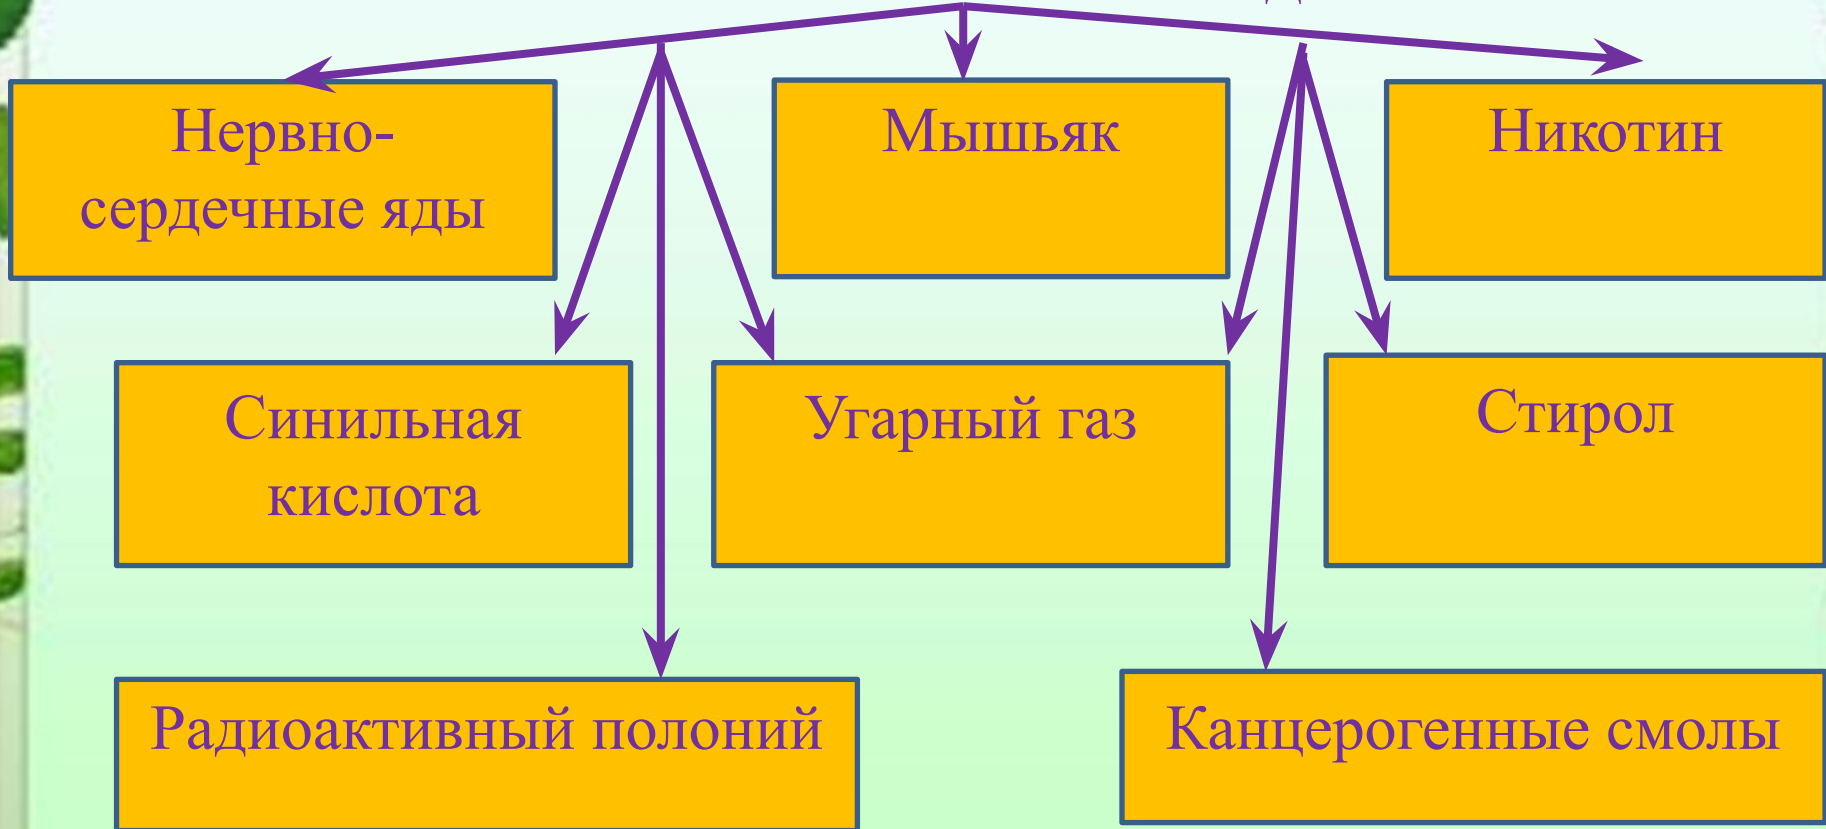 Нервно-
сердечные яды
Мышьяк
Никотин
Синильная
кислота
Угарный газ
Стирол
Радиоактивный полоний
Канцерогенные смолы